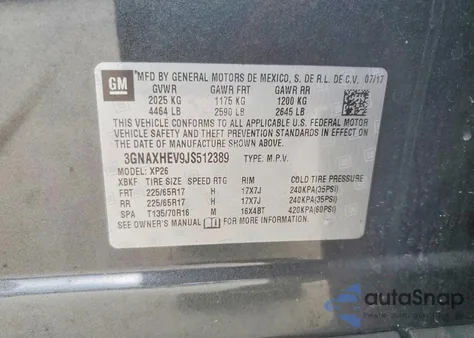 GM
*MFD BY GENERAL MOTORS DE MEXICO, S. DE R.L. DE C.V. 07/17
GVWR GAWR FRT GAWR RR
2025 KG 1175 KG 1200 KG
4464 LB 2590 LB 2645 LB
THIS VEHICLE CONFORMS TO ALL APPLICABLE U.S. FEDERAL MOTOR
VEHICLE SAFETY AND THEFT PREVENTION STANDARDS IN EFFECT ON
THE DATE OF MANUFACTURE SHOWN ABOVE.
3GNAXHEV9JS512389 TYPE: M.P.V.
MODEL: XP26
XBKF TIRE SIZE SPEED RTG RIM COLD TIRE PRESSURE
FRT 225/65R17 H 17X7J 240KPA(35PSI)
RR 225/65R17 H 17X7J 240KPA(35PSI)
SPA T135/70R16 M 16X4BT 420KPA(60PSI)
SEE OWNER'S MANUAL FOR MORE INFORMATION.
autoSnap